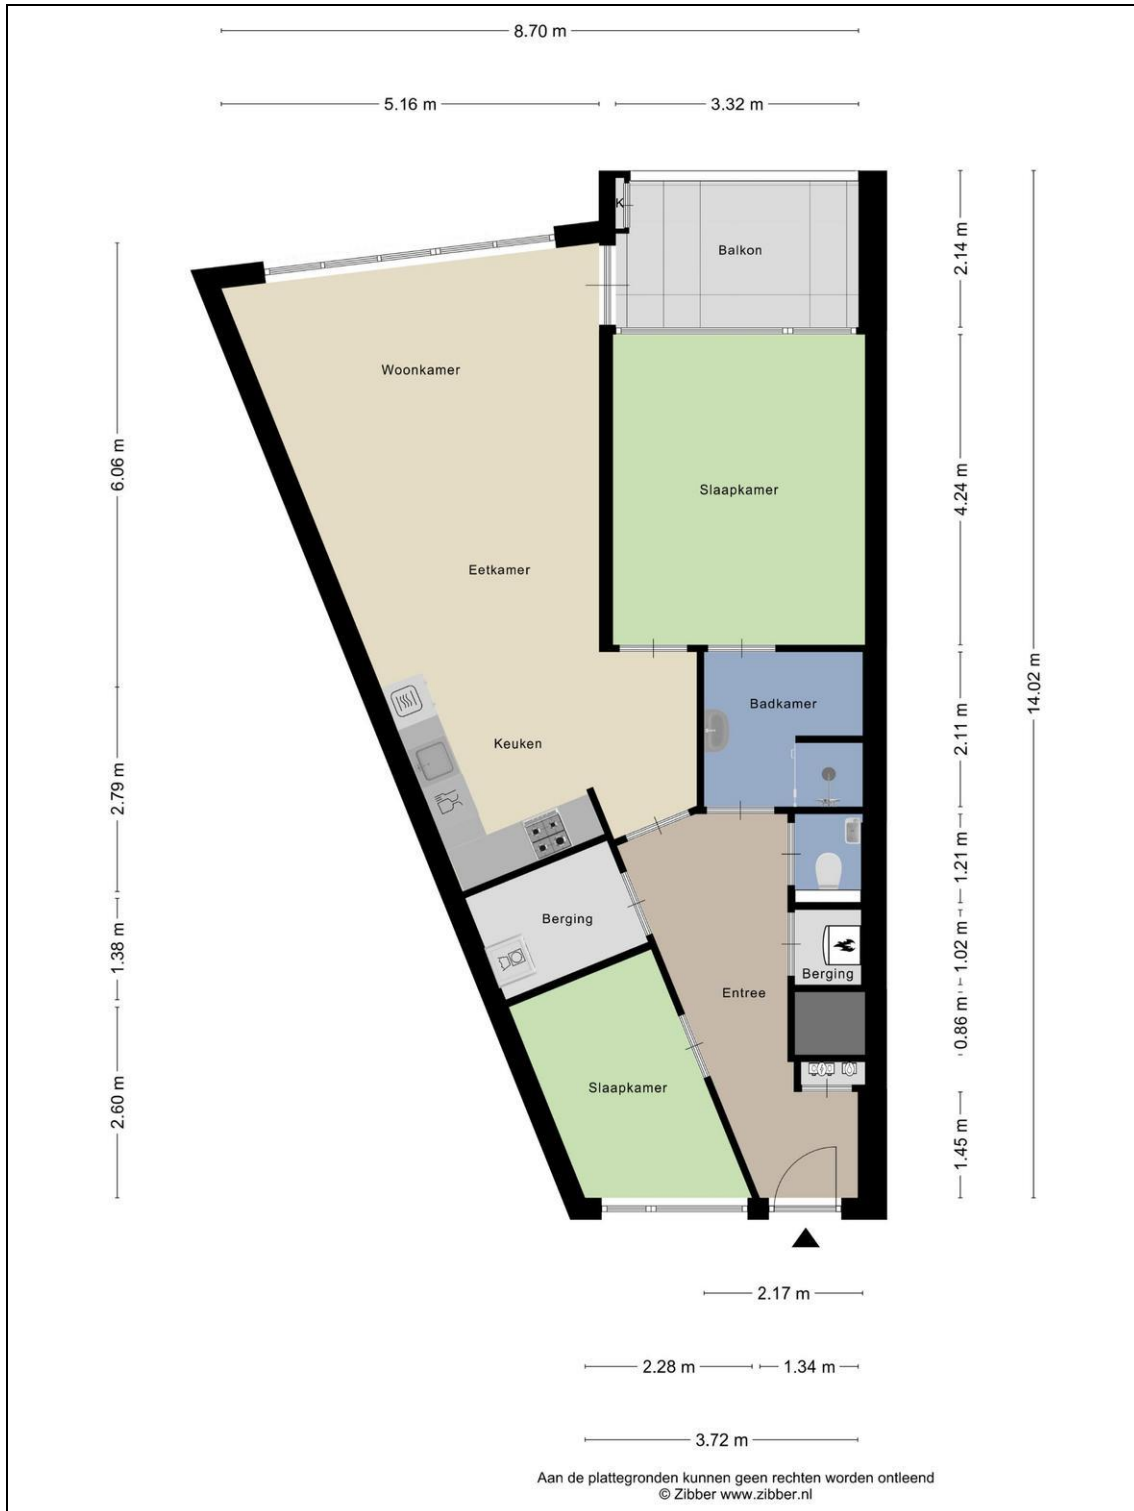 8.70 m
5.16 m
3.32 m
K
Balkon
2.14 m
Woonkamer
6.06 m
Slaapkamer
4.24 m
Eetkamer
14.02 m
Badkamer
2.11 m
Keuken
2.79 m
1.21 m
Berging
1.38 m
1.02 m
Berging
Entree
0.86 m
Slaapkamer
2.60 m
1.45 m
2.17 m
2.28 m
1.34 m
3.72 m
Aan de plattegronden kunnen geen rechten worden ontleend
© Zibber www.zibber.nl